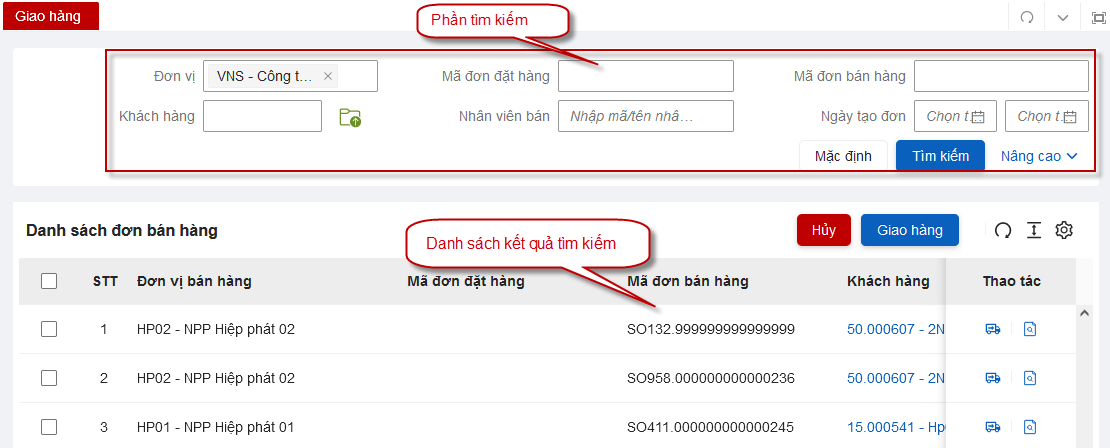 Giao hàng
Phần tìm kiếm
Đơn vị VNS - Công t... × Mã đơn đặt hàng Mã đơn bán hàng
Khách hàng Nhân viên bán Nhập mã/tên nhâ... Ngày tạo đơn Chọn t Chọn t
Mặc định Tìm kiếm Nâng cao
Danh sách đơn bán hàng Danh sách kết quả tìm kiếm Hủy Giao hàng
STT Đơn vị bán hàng Mã đơn đặt hàng Mã đơn bán hàng Khách hàng Thao tác
1 HP02 - NPP Hiệp phát 02 SO132.999999999999999 50.000607 - 2N
2 HP02 - NPP Hiệp phát 02 SO958.000000000000236 50.000607 - 2N
3 HP01 - NPP Hiệp phát 01 SO411.000000000000245 15.000541 - Hp